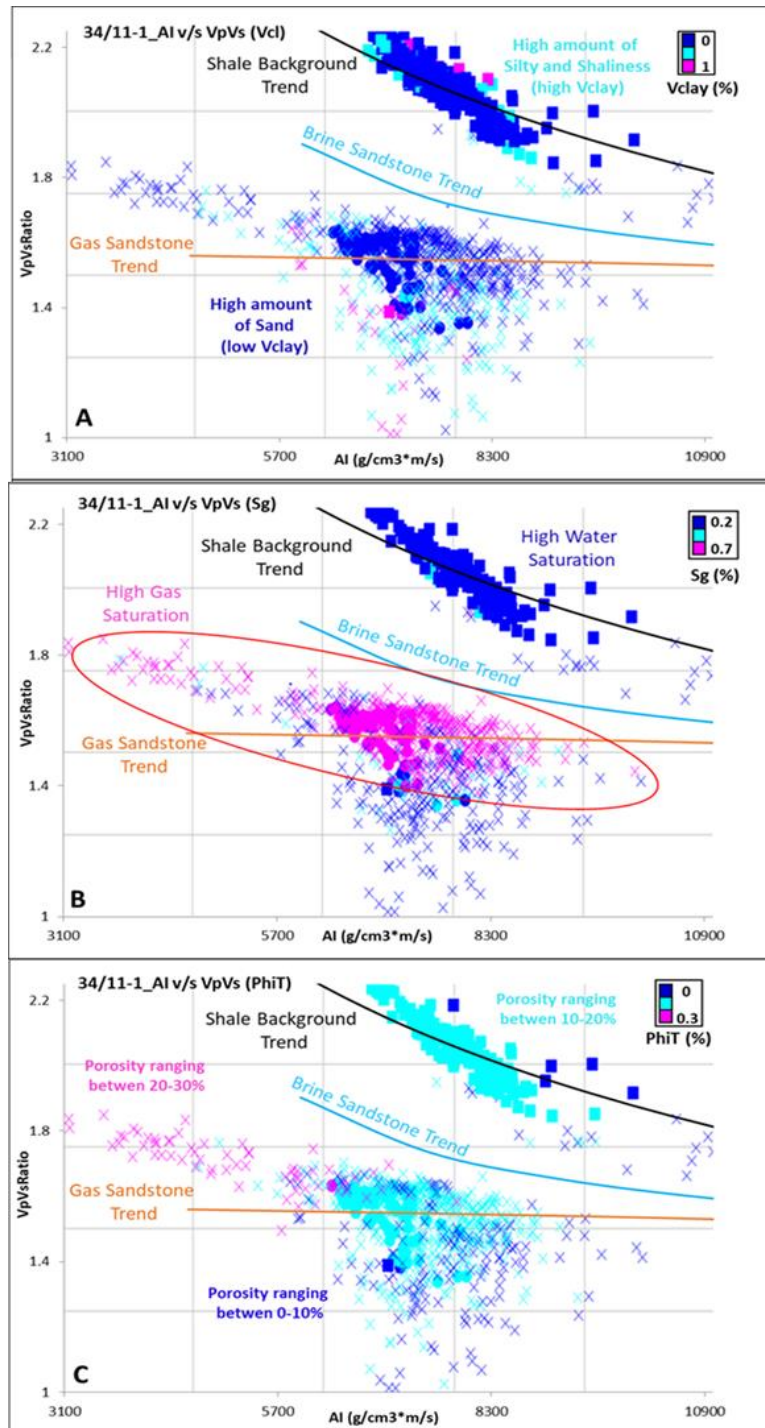 34/11-1_AI v/s VpVs (Vcl)
2.2
Shale Background
Trend
High amount of
Silty and Shaliness
(high Vclay)
0
1
Vclay (%)
Brine Sandstone Trend
1.8
VpVsRatio
Gas Sandstone
Trend
1.4
High amount
of Sand
(low Vclay)
A
1
3100
5700
AI (g/cm3*m/s)
8300
10900
34/11-1_AI v/s VpVs (Sg)
2.2
Shale Background
Trend
High Water
Saturation
0.2
0.7
Sg (%)
High Gas
Saturation
Brine Sandstone Trend
1.8
VpVsRatio
Gas Sandstone
Trend
1.4
B
1
3100
5700
AI (g/cm3*m/s)
8300
10900
34/11-1_AI v/s VpVs (PhiT)
2.2
Shale Background
Trend
Porosity ranging
betwen 10-20%
0
0.3
PhiT (%)
Porosity ranging
betwen 20-30%
Brine Sandstone Trend
1.8
VpVsRatio
Gas Sandstone
Trend
1.4
Porosity ranging
betwen 0-10%
C
1
3100
5700
AI (g/cm3*m/s)
8300
10900